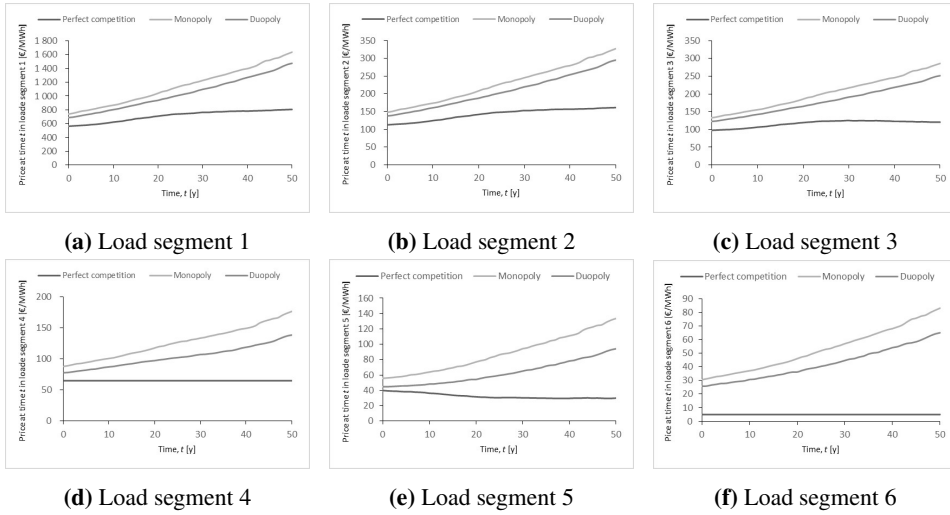 Perfect competition Monopoly Duopoly
Price at time t in loade segment 1 [€/MWh]
1 800
1 600
1 400
1 200
1 000
800
600
400
200
0
0 10 20 30 40 50
Time, t [y]
(a) Load segment 1
Perfect competition Monopoly Duopoly
Price at time t in loade segment 2 [€/MWh]
350
300
250
200
150
100
50
0
0 10 20 30 40 50
Time, t [y]
(b) Load segment 2
Perfect competition Monopoly Duopoly
Price at time t in loade segment 3 [€/MWh]
350
300
250
200
150
100
50
0
0 10 20 30 40 50
Time, t [y]
(c) Load segment 3
Perfect competition Monopoly Duopoly
Price at time t in loade segment 4 [€/MWh]
200
150
100
50
0
0 10 20 30 40 50
Time, t [y]
(d) Load segment 4
Perfect competition Monopoly Duopoly
Price at time t in loade segment 5 [€/MWh]
160
140
120
100
80
60
40
20
0
0 10 20 30 40 50
Time, t [y]
(e) Load segment 5
Perfect competition Monopoly Duopoly
Price at time t in loade segment 6 [€/MWh]
90
80
70
60
50
40
30
20
10
0
0 10 20 30 40 50
Time, t [y]
(f) Load segment 6